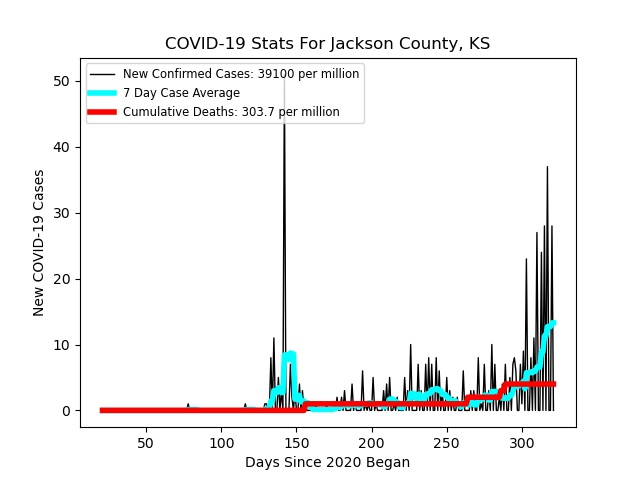 COVID-19 Stats For Jackson County, KS
New Confirmed Cases: 39100 per million
7 Day Case Average
Cumulative Deaths: 303.7 per million
New COVID-19 Cases
50
40
30
20
10
0
50 100 150 200 250 300
Days Since 2020 Began